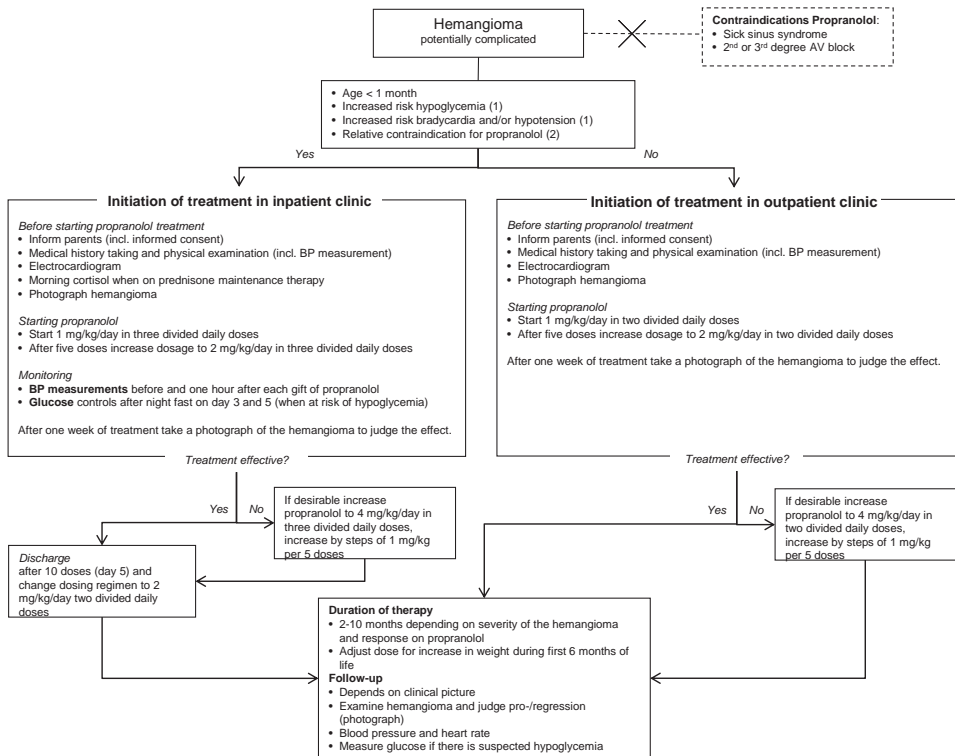 Hemangioma
potentially complicated
Contraindications Propranolol:
• Sick sinus syndrome
• 2nd or 3rd degree AV block
• Age < 1 month
• Increased risk hypoglycemia (1)
• Increased risk bradycardia and/or hypotension (1)
• Relative contraindication for propranolol (2)
Yes
No
Initiation of treatment in inpatient clinic
Before starting propranolol treatment
• Inform parents (incl. informed consent)
• Medical history taking and physical examination (incl. BP measurement)
• Electrocardiogram
• Morning cortisol when on prednisone maintenance therapy
• Photograph hemangioma
Starting propranolol
• Start 1 mg/kg/day in three divided daily doses
• After five doses increase dosage to 2 mg/kg/day in three divided daily doses
Monitoring
• BP measurements before and one hour after each gift of propranolol
• Glucose controls after night fast on day 3 and 5 (when at risk of hypoglycemia)
After one week of treatment take a photograph of the hemangioma to judge the effect.
Initiation of treatment in outpatient clinic
Before starting propranolol treatment
• Inform parents (incl. informed consent)
• Medical history taking and physical examination (incl. BP measurement)
• Electrocardiogram
• Photograph hemangioma
Starting propranolol
• Start 1 mg/kg/day in two divided daily doses
• After five doses increase dosage to 2 mg/kg/day in two divided daily doses
After one week of treatment take a photograph of the hemangioma to judge the effect.
Treatment effective?
Yes
No
If desirable increase
propranolol to 4 mg/kg/day in
three divided daily doses,
increase by steps of 1 mg/kg
per 5 doses
Discharge
after 10 doses (day 5) and
change dosing regimen to 2
mg/kg/day two divided daily
doses
Treatment effective?
Yes
No
If desirable increase
propranolol to 4 mg/kg/day in
two divided daily doses,
increase by steps of 1 mg/kg
per 5 doses
Duration of therapy
• 2-10 months depending on severity of the hemangioma
and response on propranolol
• Adjust dose for increase in weight during first 6 months of
life
Follow-up
• Depends on clinical picture
• Examine hemangioma and judge pro-/regression
(photograph)
• Blood pressure and heart rate
• Measure glucose if there is suspected hypoglycemia